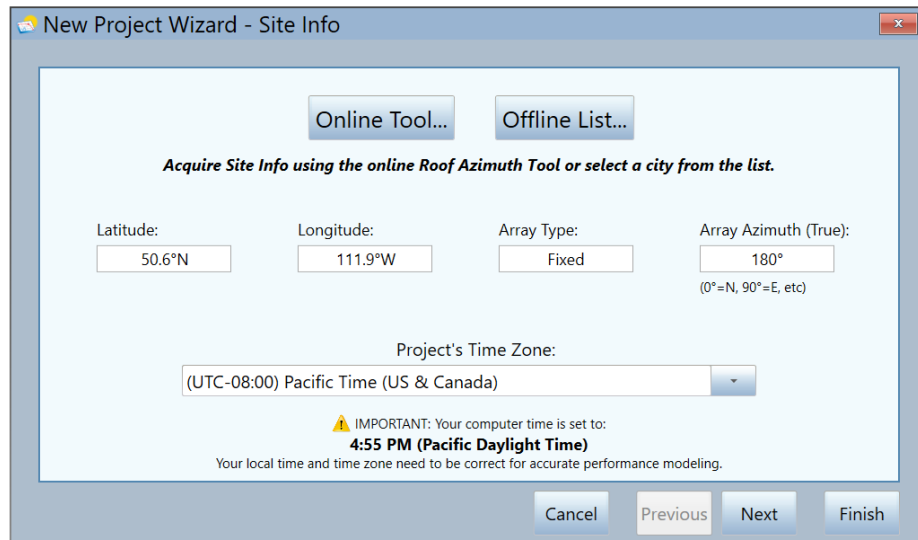 New Project Wizard - Site Info
Online Tool... Offline List...
Acquire Site Info using the online Roof Azimuth Tool or select a city from the list.
Latitude: Longitude: Array Type: Array Azimuth (True):
50.6°N 111.9°W Fixed 180°
(0°=N, 90°=E, etc)
Project's Time Zone:
(UTC-08:00) Pacific Time (US & Canada)
IMPORTANT: Your computer time is set to:
4:55 PM (Pacific Daylight Time)
Your local time and time zone need to be correct for accurate performance modeling.
Cancel Previous Next Finish